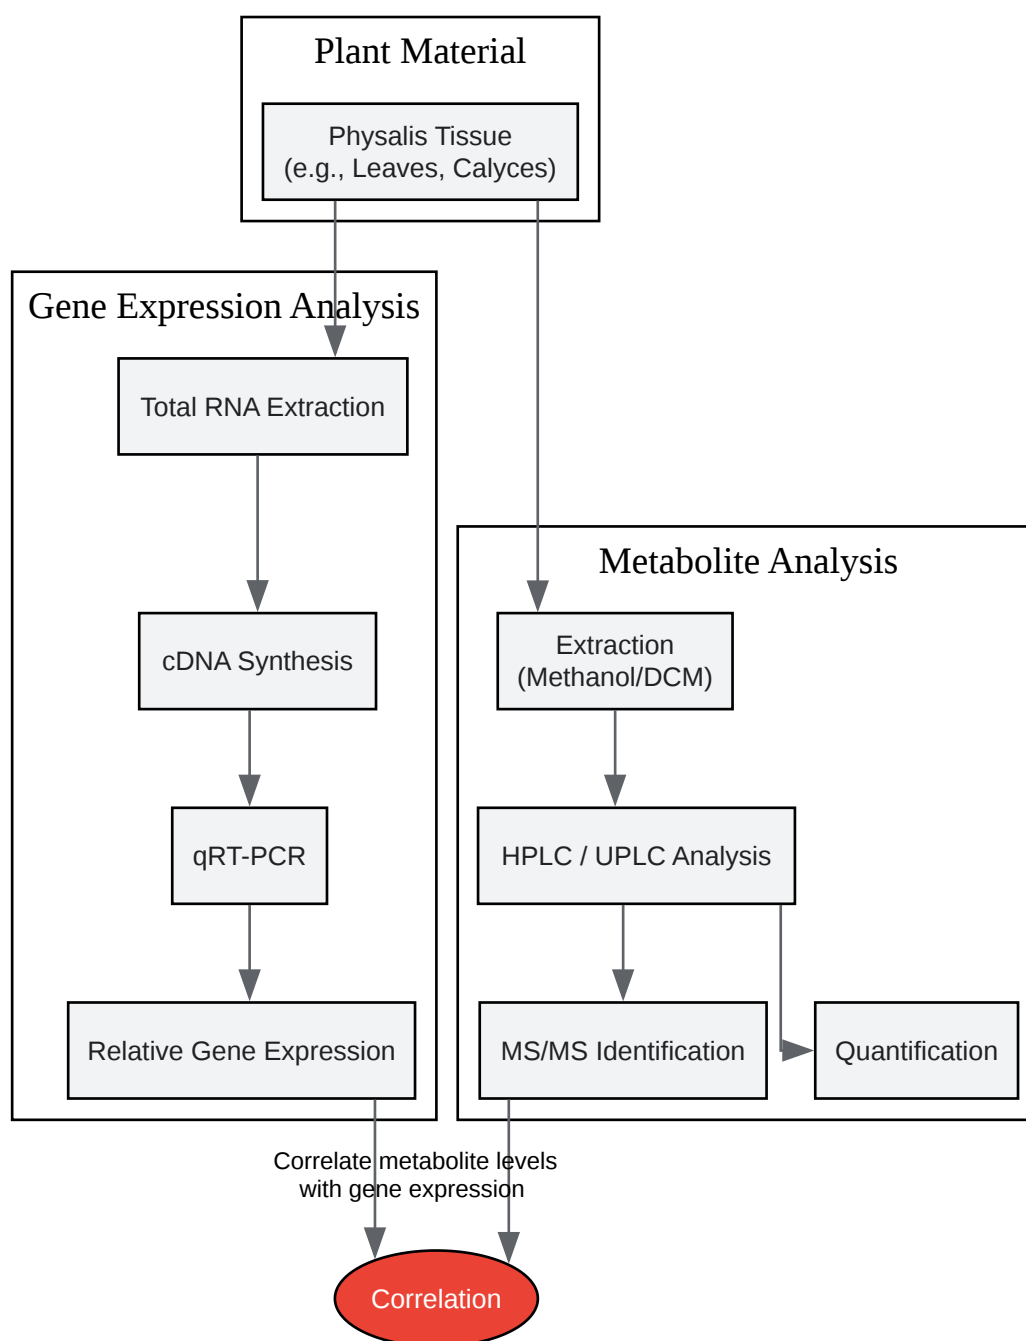 Plant Material
Physalis Tissue
(e.g., Leaves, Calyces)
Gene Expression Analysis
Total RNA Extraction
cDNA Synthesis
qRT-PCR
Relative Gene Expression
Metabolite Analysis
Extraction
(Methanol/DCM)
HPLC / UPLC Analysis
MS/MS Identification
Quantification
Correlate metabolite levels
with gene expression
Correlation